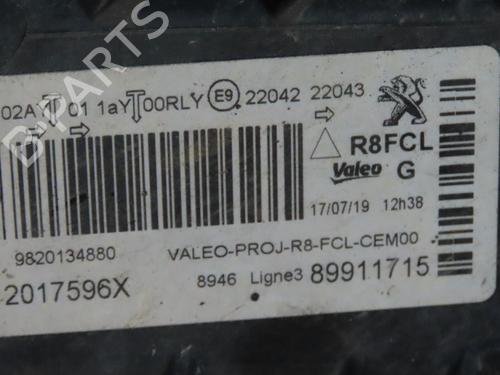 02A 01 1aY 00RLY E9 22042 22043
R8FCL
Valeo G
17/07/19 12h38
9820134880 VALEO-PROJ-R8-FCL-CEM00
2017596X 8946 Ligne3 89911715
B-PARTS